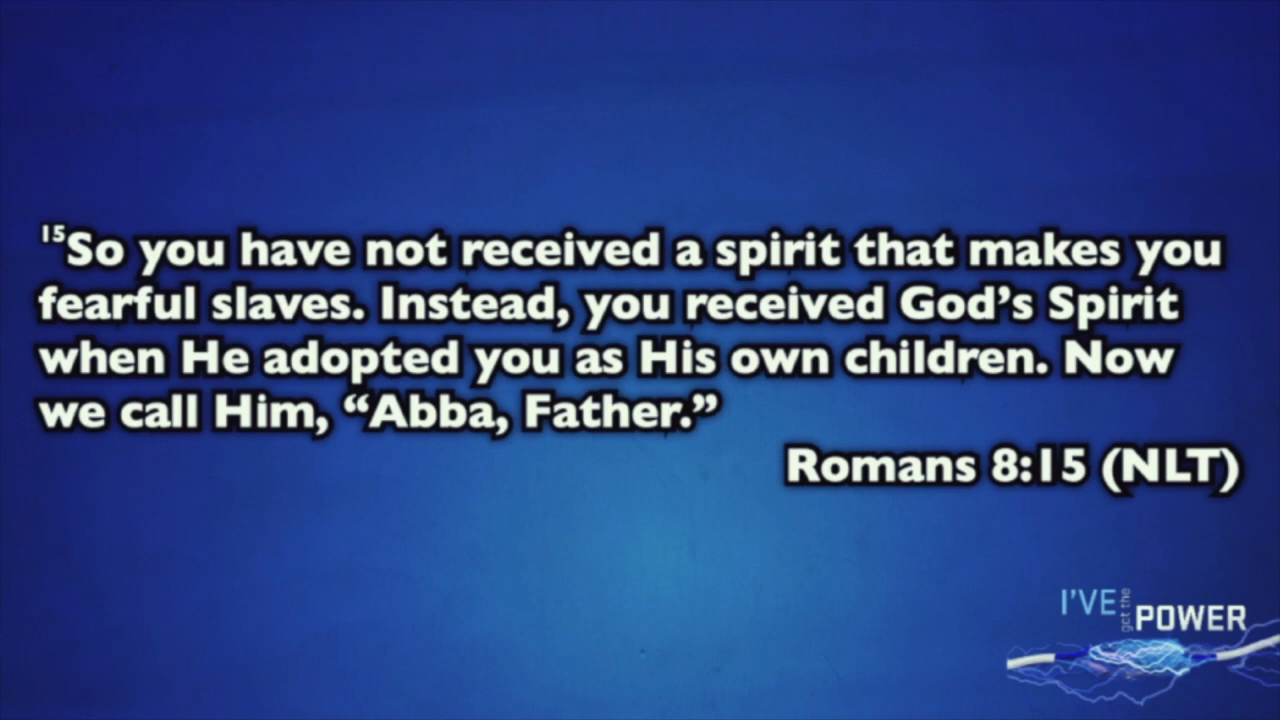 ¹⁵So you have not received a spirit that makes you
fearful slaves. Instead, you received God’s Spirit
when He adopted you as His own children. Now
we call Him, “Abba, Father.”
Romans 8:15 (NLT)
I’VE got the POWER